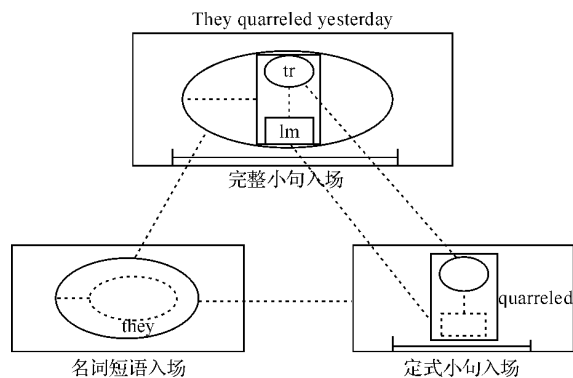 They quarreled yesterday
tr
lm
完整小句入场
they
quarreled
名词短语入场
定式小句入场